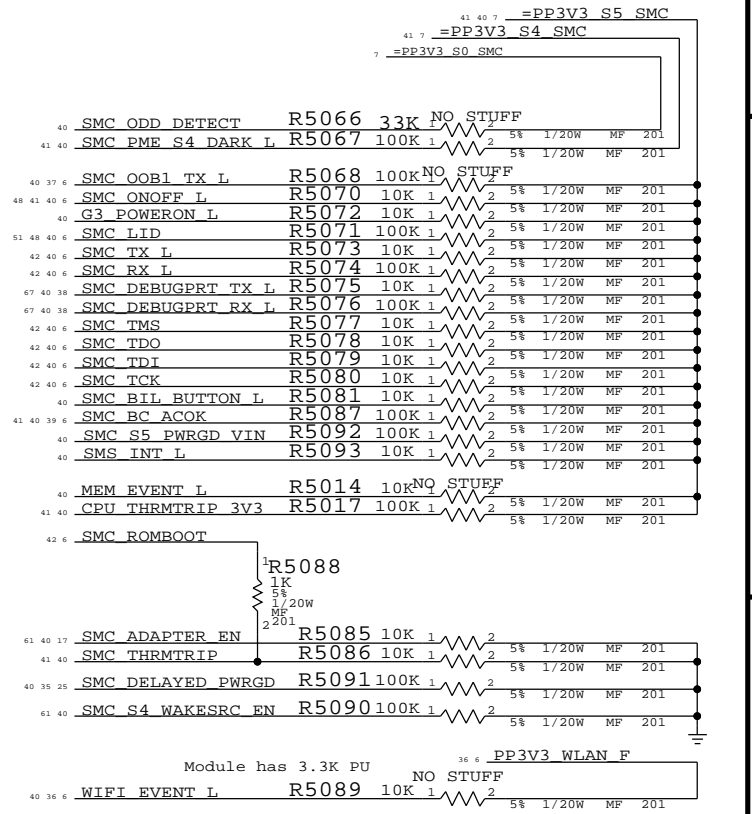 41 40 7 =PP3V3_S5_SMC
41 7 =PP3V3_S4_SMC
7 =PP3V3_S0_SMC
40 SMC_ODD_DETECT R5066 33K 1 NO STUFF 2 5% 1/20W MF 201
41 40 SMC_PME_S4_DARK_L R5067 100K 1 2 5% 1/20W MF 201
40 37 6 SMC_OOB1_TX_L R5068 100K 1 NO STUFF 2 5% 1/20W MF 201
48 41 40 6 SMC_ONOFF_L R5070 10K 1 2 5% 1/20W MF 201
40 G3_POWERON_L R5072 10K 1 2 5% 1/20W MF 201
51 48 40 6 SMC_LID R5071 100K 1 2 5% 1/20W MF 201
42 40 6 SMC_TX_L R5073 10K 1 2 5% 1/20W MF 201
42 40 6 SMC_RX_L R5074 100K 1 2 5% 1/20W MF 201
67 40 38 SMC_DEBUGPRT_TX_L R5075 10K 1 2 5% 1/20W MF 201
67 40 38 SMC_DEBUGPRT_RX_L R5076 100K 1 2 5% 1/20W MF 201
42 40 6 SMC_TMS R5077 10K 1 2 5% 1/20W MF 201
42 40 6 SMC_TDO R5078 10K 1 2 5% 1/20W MF 201
42 40 6 SMC_TDI R5079 10K 1 2 5% 1/20W MF 201
42 40 6 SMC_TCK R5080 10K 1 2 5% 1/20W MF 201
40 SMC_BIL_BUTTON_L R5081 10K 1 2 5% 1/20W MF 201
41 40 39 6 SMC_BC_ACOK R5087 100K 1 2 5% 1/20W MF 201
40 SMC_S5_PWRGD_VIN R5092 100K 1 2 5% 1/20W MF 201
40 SMS_INT_L R5093 10K 1 2 5% 1/20W MF 201
40 MEM_EVENT_L R5014 10K 1 NO STUFF 2 5% 1/20W MF 201
41 40 CPU_THRMTRIP_3V3 R5017 100K 1 2 5% 1/20W MF 201
42 6 SMC_ROMBOOT
1 R5088
1K
5%
1/20W
MF
2 201
61 40 17 SMC_ADAPTER_EN R5085 10K 1 2 5% 1/20W MF 201
41 40 SMC_THRMTRIP R5086 10K 1 2 5% 1/20W MF 201
40 35 25 SMC_DELAYED_PWRGD R5091 100K 1 2 5% 1/20W MF 201
61 40 SMC_S4_WAKESRC_EN R5090 100K 1 2 5% 1/20W MF 201
36 6 PP3V3_WLAN_F
Module has 3.3K PU
40 36 6 WIFI_EVENT_L R5089 10K 1 NO STUFF 2 5% 1/20W MF 201